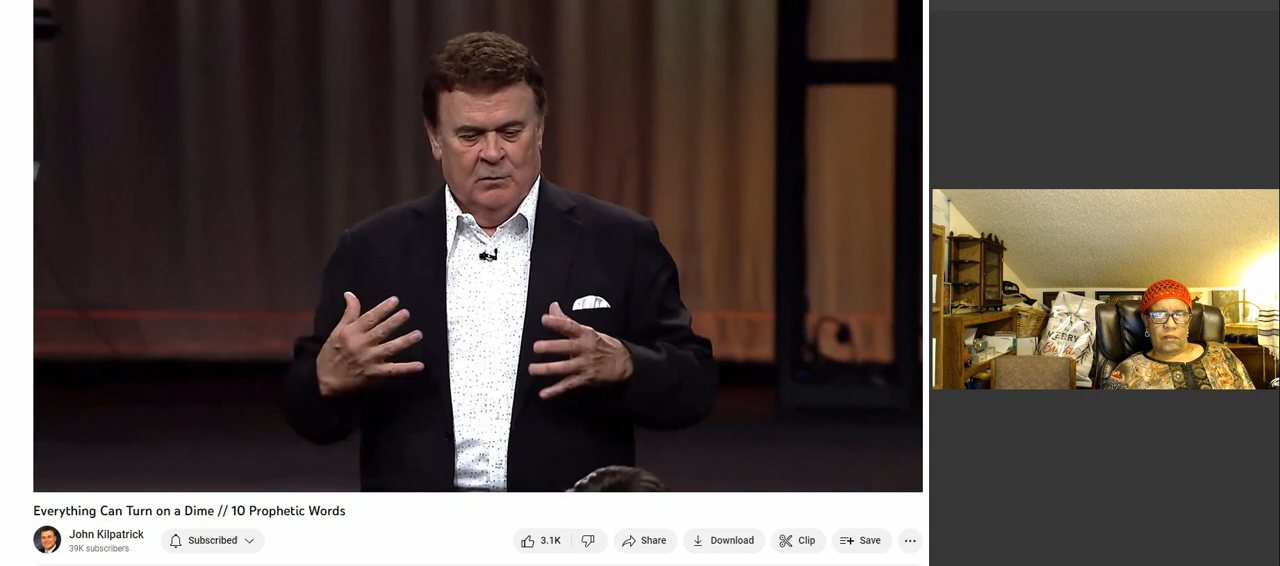 Everything Can Turn on a Dime // 10 Prophetic Words
John Kilpatrick
39K subscribers
Subscribed
3.1K
Share
Download
Clip
Save